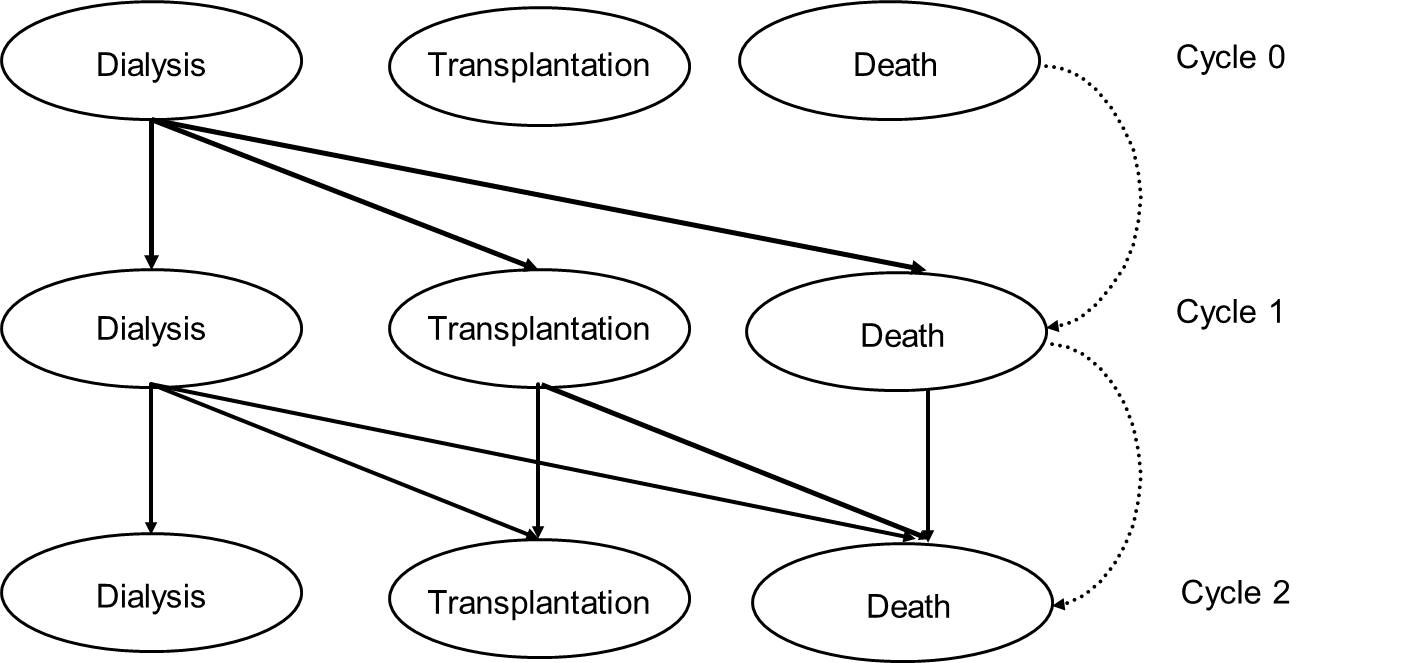 Dialysis
Transplantation
Death
Cycle 0
Dialysis
Transplantation
Death
Cycle 1
Dialysis
Transplantation
Death
Cycle 2